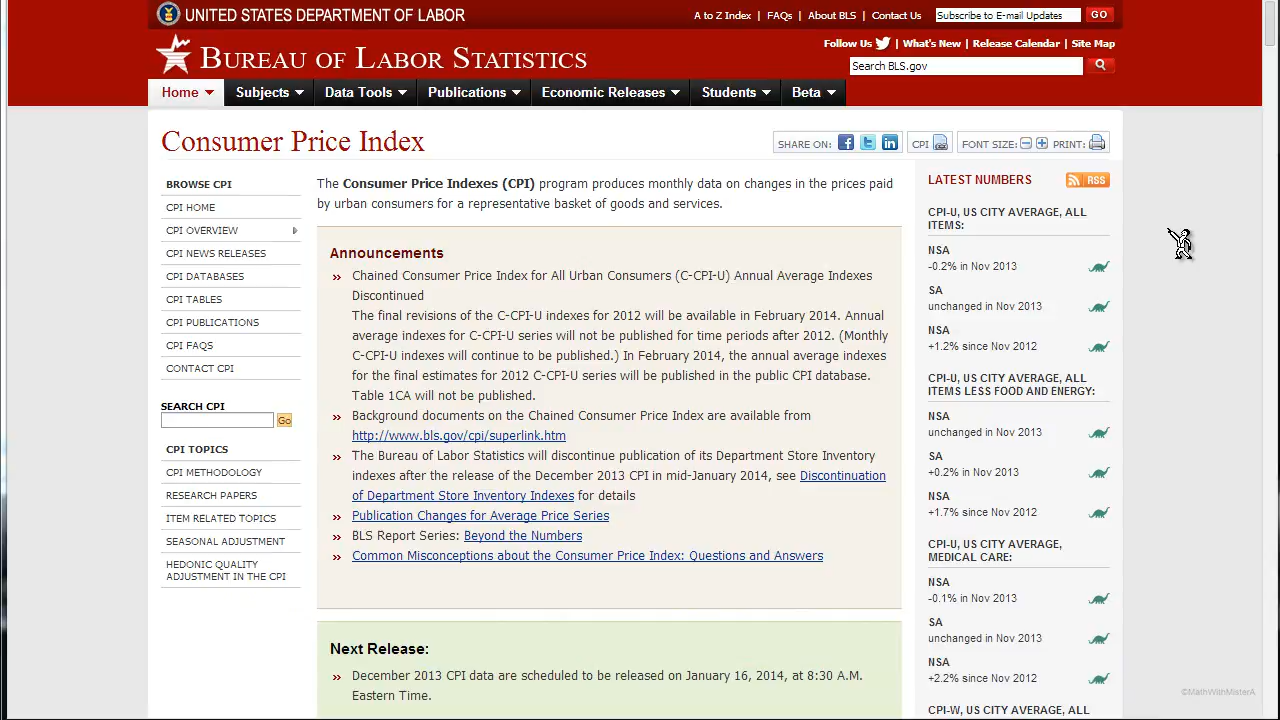 UNITED STATES DEPARTMENT OF LABOR
A to Z Index | FAQs | About BLS | Contact Us
Subscribe to E-mail Updates GO
Follow Us | What's New | Release Calendar | Site Map
BUREAU OF LABOR STATISTICS
Search BLS.gov
Home Subjects Data Tools Publications Economic Releases Students Beta
Consumer Price Index
SHARE ON: CPI FONT SIZE: PRINT:
BROWSE CPI
CPI HOME
CPI OVERVIEW
CPI NEWS RELEASES
CPI DATABASES
CPI TABLES
CPI PUBLICATIONS
CPI FAQS
CONTACT CPI
SEARCH CPI
Go
CPI TOPICS
CPI METHODOLOGY
RESEARCH PAPERS
ITEM RELATED TOPICS
SEASONAL ADJUSTMENT
HEDONIC QUALITY
ADJUSTMENT IN THE CPI
The Consumer Price Indexes (CPI) program produces monthly data on changes in the prices paid
by urban consumers for a representative basket of goods and services.
Announcements
» Chained Consumer Price Index for All Urban Consumers (C-CPI-U) Annual Average Indexes
Discontinued
The final revisions of the C-CPI-U indexes for 2012 will be available in February 2014. Annual
average indexes for C-CPI-U series will not be published for time periods after 2012. (Monthly
C-CPI-U indexes will continue to be published.) In February 2014, the annual average indexes
for the final estimates for 2012 C-CPI-U series will be published in the public CPI database.
Table 1CA will not be published.
» Background documents on the Chained Consumer Price Index are available from
http://www.bls.gov/cpi/superlink.htm
» The Bureau of Labor Statistics will discontinue publication of its Department Store Inventory
indexes after the release of the December 2013 CPI in mid-January 2014, see Discontinuation
of Department Store Inventory Indexes for details
» Publication Changes for Average Price Series
» BLS Report Series: Beyond the Numbers
» Common Misconceptions about the Consumer Price Index: Questions and Answers
Next Release:
» December 2013 CPI data are scheduled to be released on January 16, 2014, at 8:30 A.M.
Eastern Time.
LATEST NUMBERS RSS
CPI-U, US CITY AVERAGE, ALL
ITEMS:
NSA
-0.2% in Nov 2013
SA
unchanged in Nov 2013
NSA
+1.2% since Nov 2012
CPI-U, US CITY AVERAGE, ALL
ITEMS LESS FOOD AND ENERGY:
NSA
unchanged in Nov 2013
SA
+0.2% in Nov 2013
NSA
+1.7% since Nov 2012
CPI-U, US CITY AVERAGE,
MEDICAL CARE:
NSA
-0.1% in Nov 2013
SA
unchanged in Nov 2013
NSA
+2.2% since Nov 2012
CPI-W, US CITY AVERAGE, ALL
©MathWithMisterA